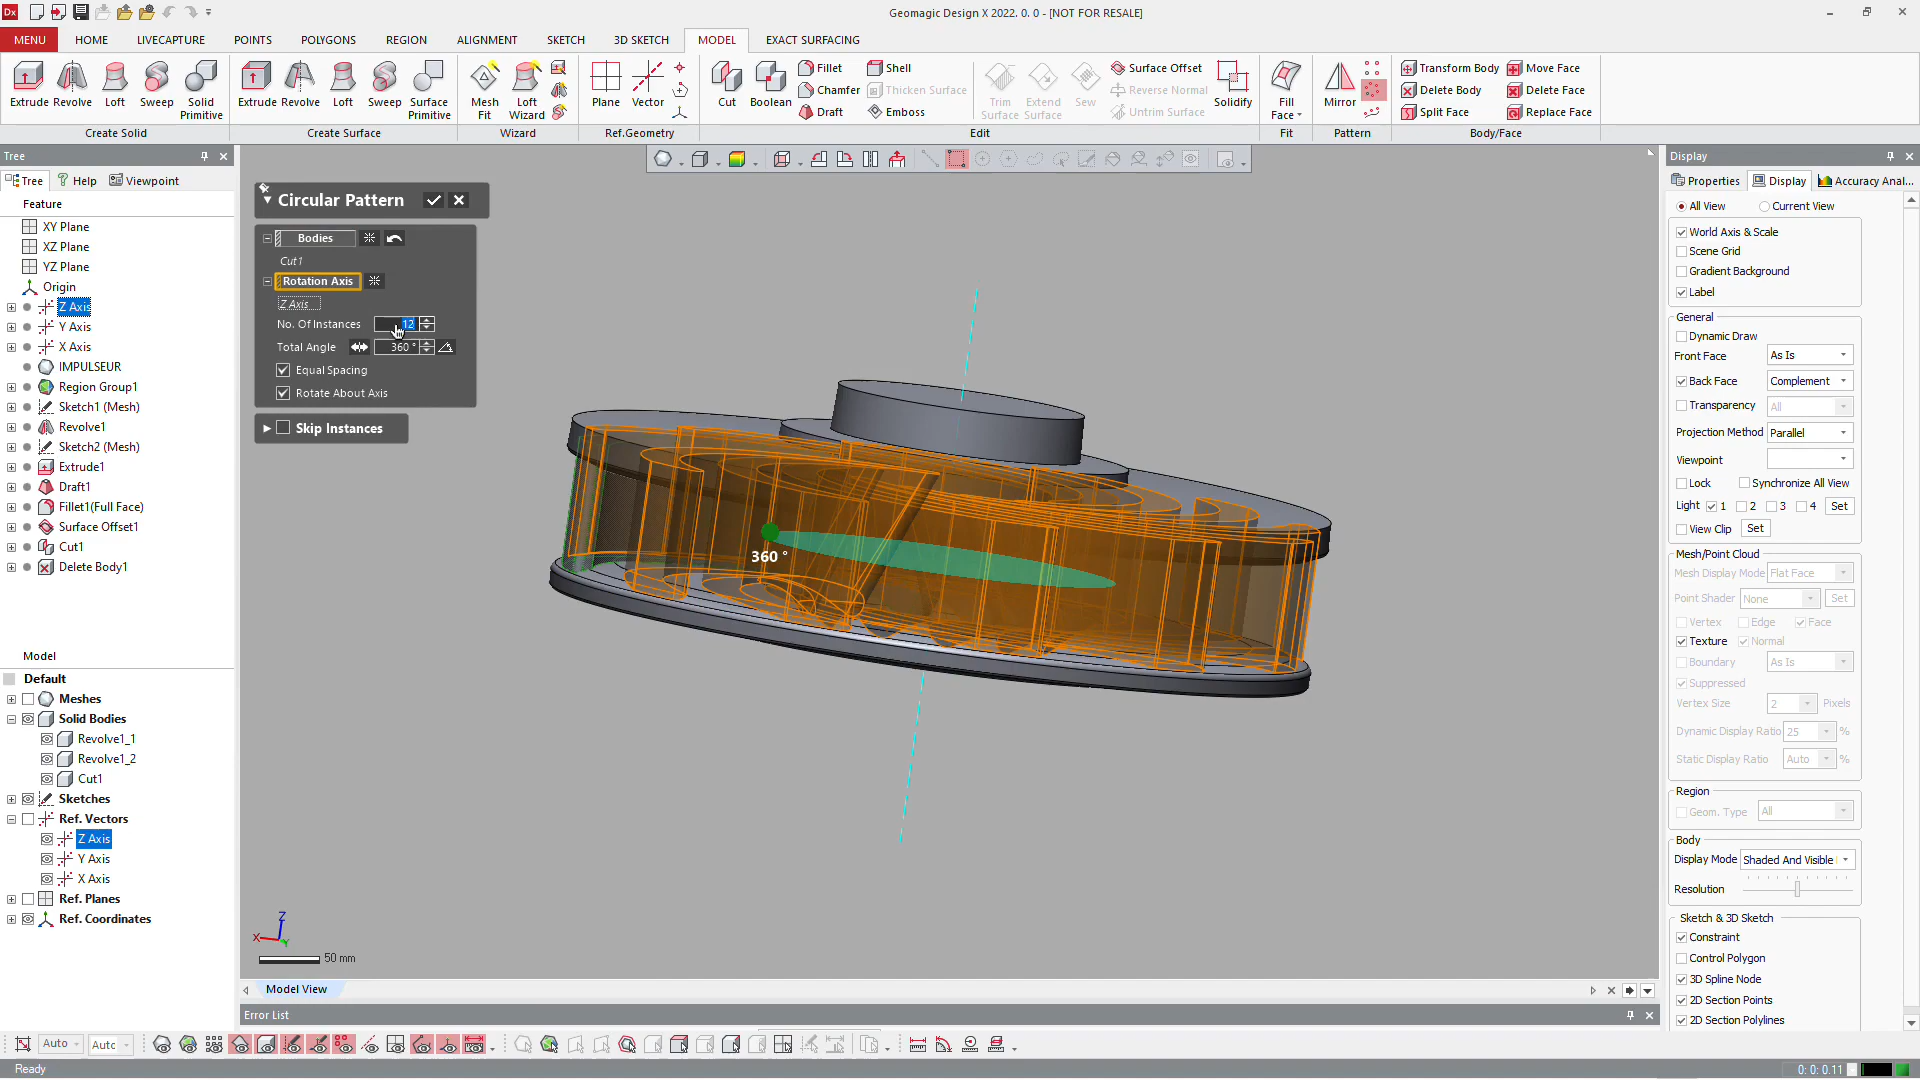 Dx
Geomagic Design X 2022. 0. 0 - [NOT FOR RESALE]
MENU HOME LIVECAPTURE POINTS POLYGONS REGION ALIGNMENT SKETCH 3D SKETCH MODEL EXACT SURFACING
Extrude Revolve Loft Sweep Solid Primitive
Create Solid
Extrude Revolve Loft Sweep Surface Primitive
Create Surface
Mesh Fit Loft Wizard
Wizard
Plane Vector
Ref.Geometry
Cut Boolean
Fillet
Chamfer
Draft
Shell
Thicken Surface
Emboss
Trim Surface Extend Surface Sew
Surface Offset
Reverse Normal
Untrim Surface
Solidify
Edit
Fill Face
Fit
Mirror
Pattern
Transform Body
Delete Body
Split Face
Move Face
Delete Face
Replace Face
Body/Face
Tree
Tree Help Viewpoint
Feature
XY Plane
XZ Plane
YZ Plane
Origin
Z Axis
Y Axis
X Axis
IMPULSEUR
Region Group1
Sketch1 (Mesh)
Revolve1
Sketch2 (Mesh)
Extrude1
Draft1
Fillet1(Full Face)
Surface Offset1
Cut1
Delete Body1
Model
Default
Meshes
Solid Bodies
Revolve1_1
Revolve1_2
Cut1
Sketches
Ref. Vectors
Z Axis
Y Axis
X Axis
Ref. Planes
Ref. Coordinates
Circular Pattern
Bodies
Cut1
Rotation Axis
Z Axis
No. Of Instances 12
Total Angle 360 °
Equal Spacing
Rotate About Axis
Skip Instances
360 °
Z
X
Y
50 mm
Model View
Error List
Auto
Ready
0: 0: 0.11
Display
Properties Display Accuracy Anal...
All View Current View
World Axis & Scale
Scene Grid
Gradient Background
Label
General
Dynamic Draw
Front Face As Is
Back Face Complement
Transparency All
Projection Method Parallel
Viewpoint
Lock Synchronize All View
Light 1 2 3 4 Set
View Clip Set
Mesh/Point Cloud
Mesh Display Mode Flat Face
Point Shader None Set
Vertex Edge Face
Texture Normal
Boundary As Is
Suppressed
Vertex Size 2 Pixels
Dynamic Display Ratio 25 %
Static Display Ratio Auto %
Region
Geom. Type All
Body
Display Mode Shaded And Visible
Resolution
Sketch & 3D Sketch
Constraint
Control Polygon
3D Spline Node
2D Section Points
2D Section Polylines